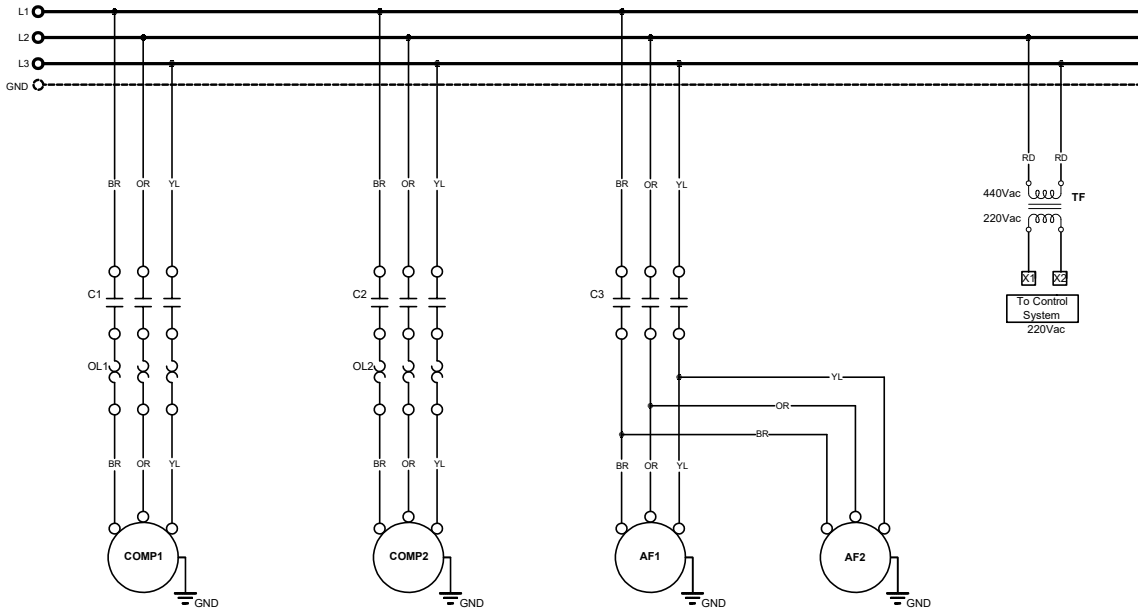 L1
L2
L3
GND
BR OR YL
BR OR YL
BR OR YL
RD RD
440Vac
TF
220Vac
X1 X2
C1
C2
C3
To Control
System
220Vac
OL1
OL2
YL
OR
BR
BR OR YL
BR OR YL
BR OR YL
COMP1
COMP2
AF1
AF2
GND
GND
GND
GND